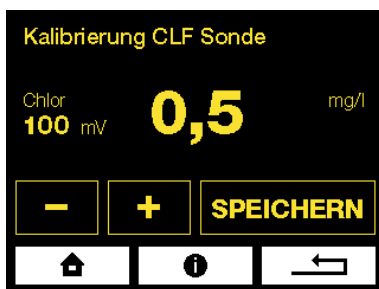 Kalibrierung CLF Sonde
Chlor
100 mV
0,5
mg/l
- + SPEICHERN